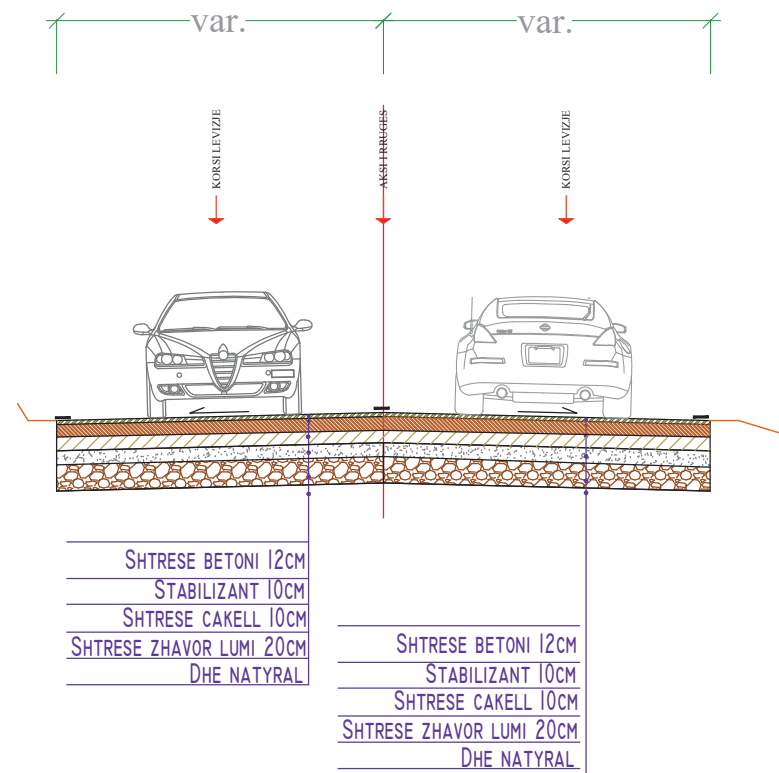 var.
var.
KORSI LEVIZJE
AKSI I RRUGES
KORSI LEVIZJE
SHTRESE BETONI 12CM
STABILIZANT 10CM
SHTRESE CAKELL 10CM
SHTRESE ZHAVOR LUMI 20CM
DHE NATYRAL
SHTRESE BETONI 12CM
STABILIZANT 10CM
SHTRESE CAKELL 10CM
SHTRESE ZHAVOR LUMI 20CM
DHE NATYRAL